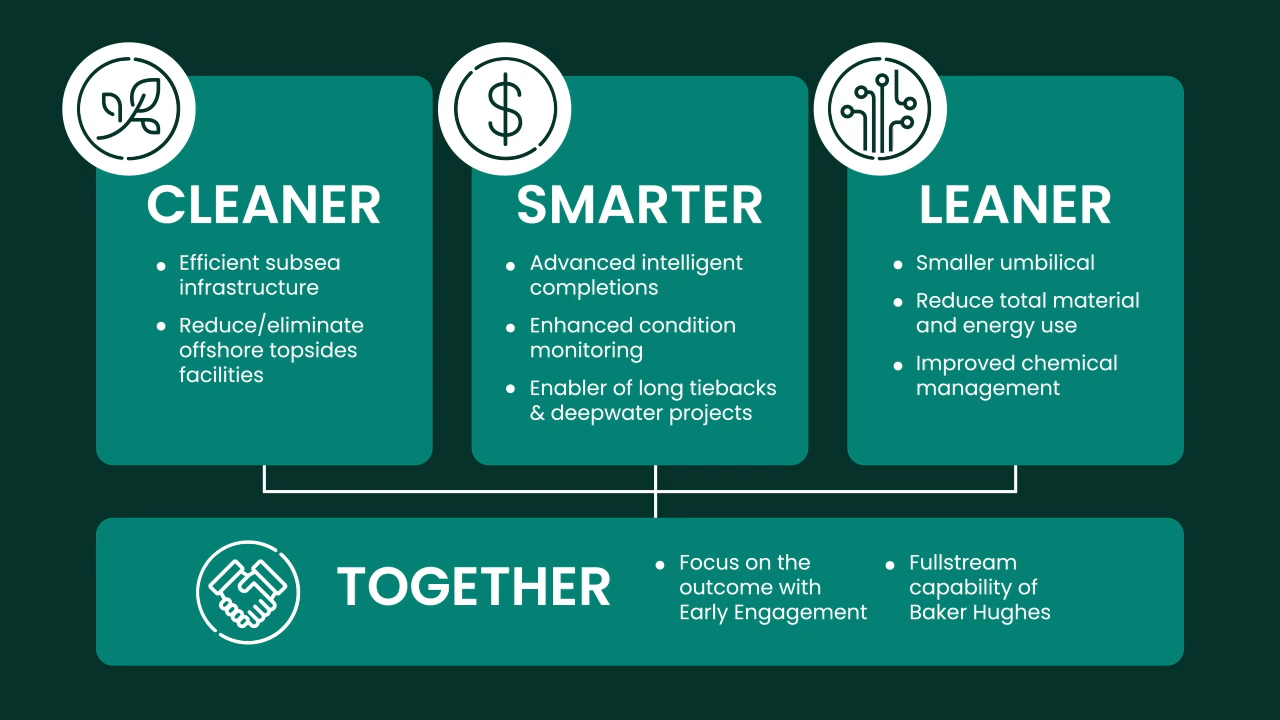 CLEANER
• Efficient subsea
infrastructure
• Reduce/eliminate
offshore topsides
facilities
SMARTER
• Advanced intelligent
completions
• Enhanced condition
monitoring
• Enabler of long tiebacks
& deepwater projects
LEANER
• Smaller umbilical
• Reduce total material
and energy use
• Improved chemical
management
TOGETHER
• Focus on the
outcome with
Early Engagement
• Fullstream
capability of
Baker Hughes